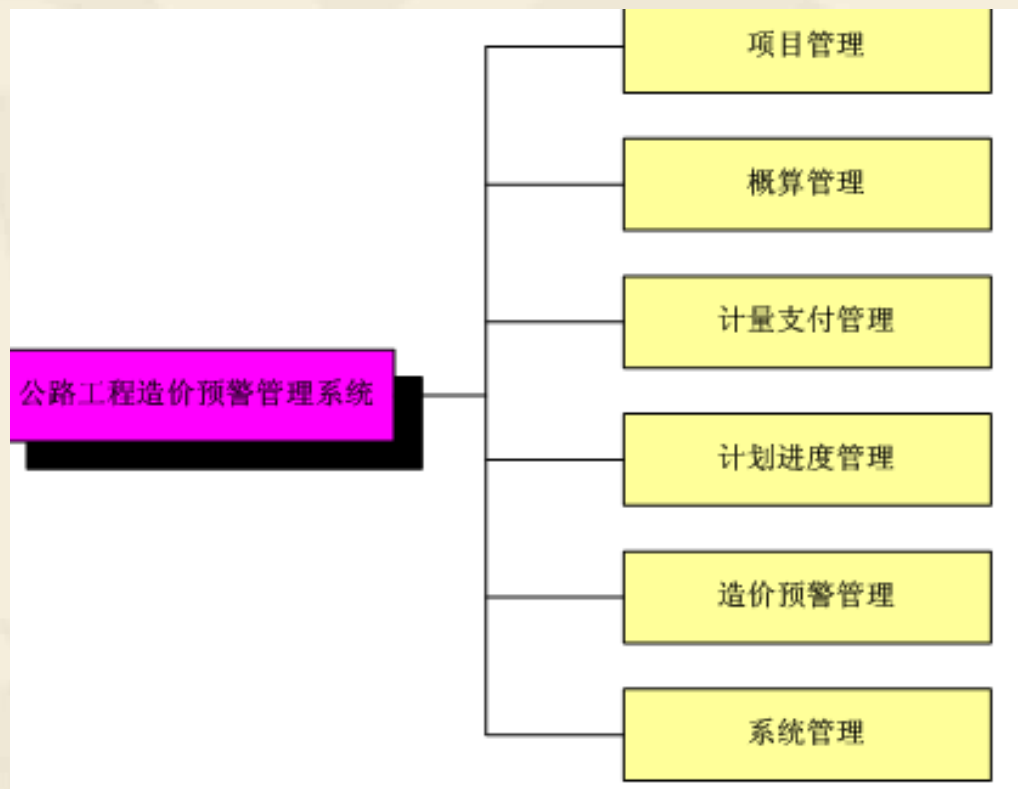 项目管理
概算管理
计量支付管理
公路工程造价预警管理系统
计划进度管理
造价预警管理
系统管理